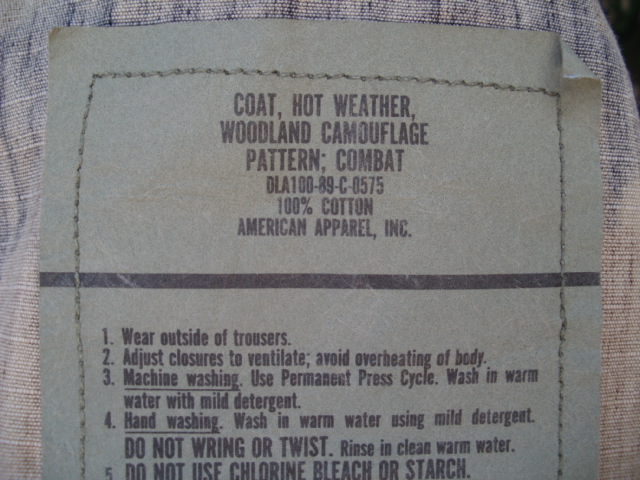 COAT, HOT WEATHER,
WOODLAND CAMOUFLAGE
PATTERN; COMBAT
DLA100-89-C-0575
100% COTTON
AMERICAN APPAREL, INC.
1. Wear outside of trousers.
2. Adjust closures to ventilate; avoid overheating of body.
3. Machine washing. Use Permanent Press Cycle. Wash in warm
water with mild detergent.
4. Hand washing. Wash in warm water using mild detergent.
DO NOT WRING OR TWIST. Rinse in clean warm water.
5 DO NOT USE CHLORINE BLEACH OR STARCH.